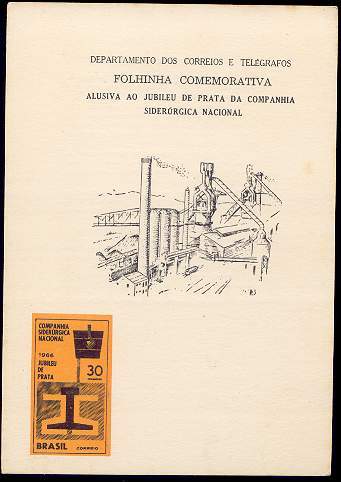 DEPARTAMENTO DOS CORREIOS E TELÉGRAFOS
FOLHINHA COMEMORATIVA
ALUSIVA AO JUBILEU DE PRATA DA COMPANHIA
SIDERÚRGICA NACIONAL
COMPANHIA
SIDERÚRGICA
NACIONAL
1966
JUBILEU
DE PRATA
30
BRASIL CORREIO